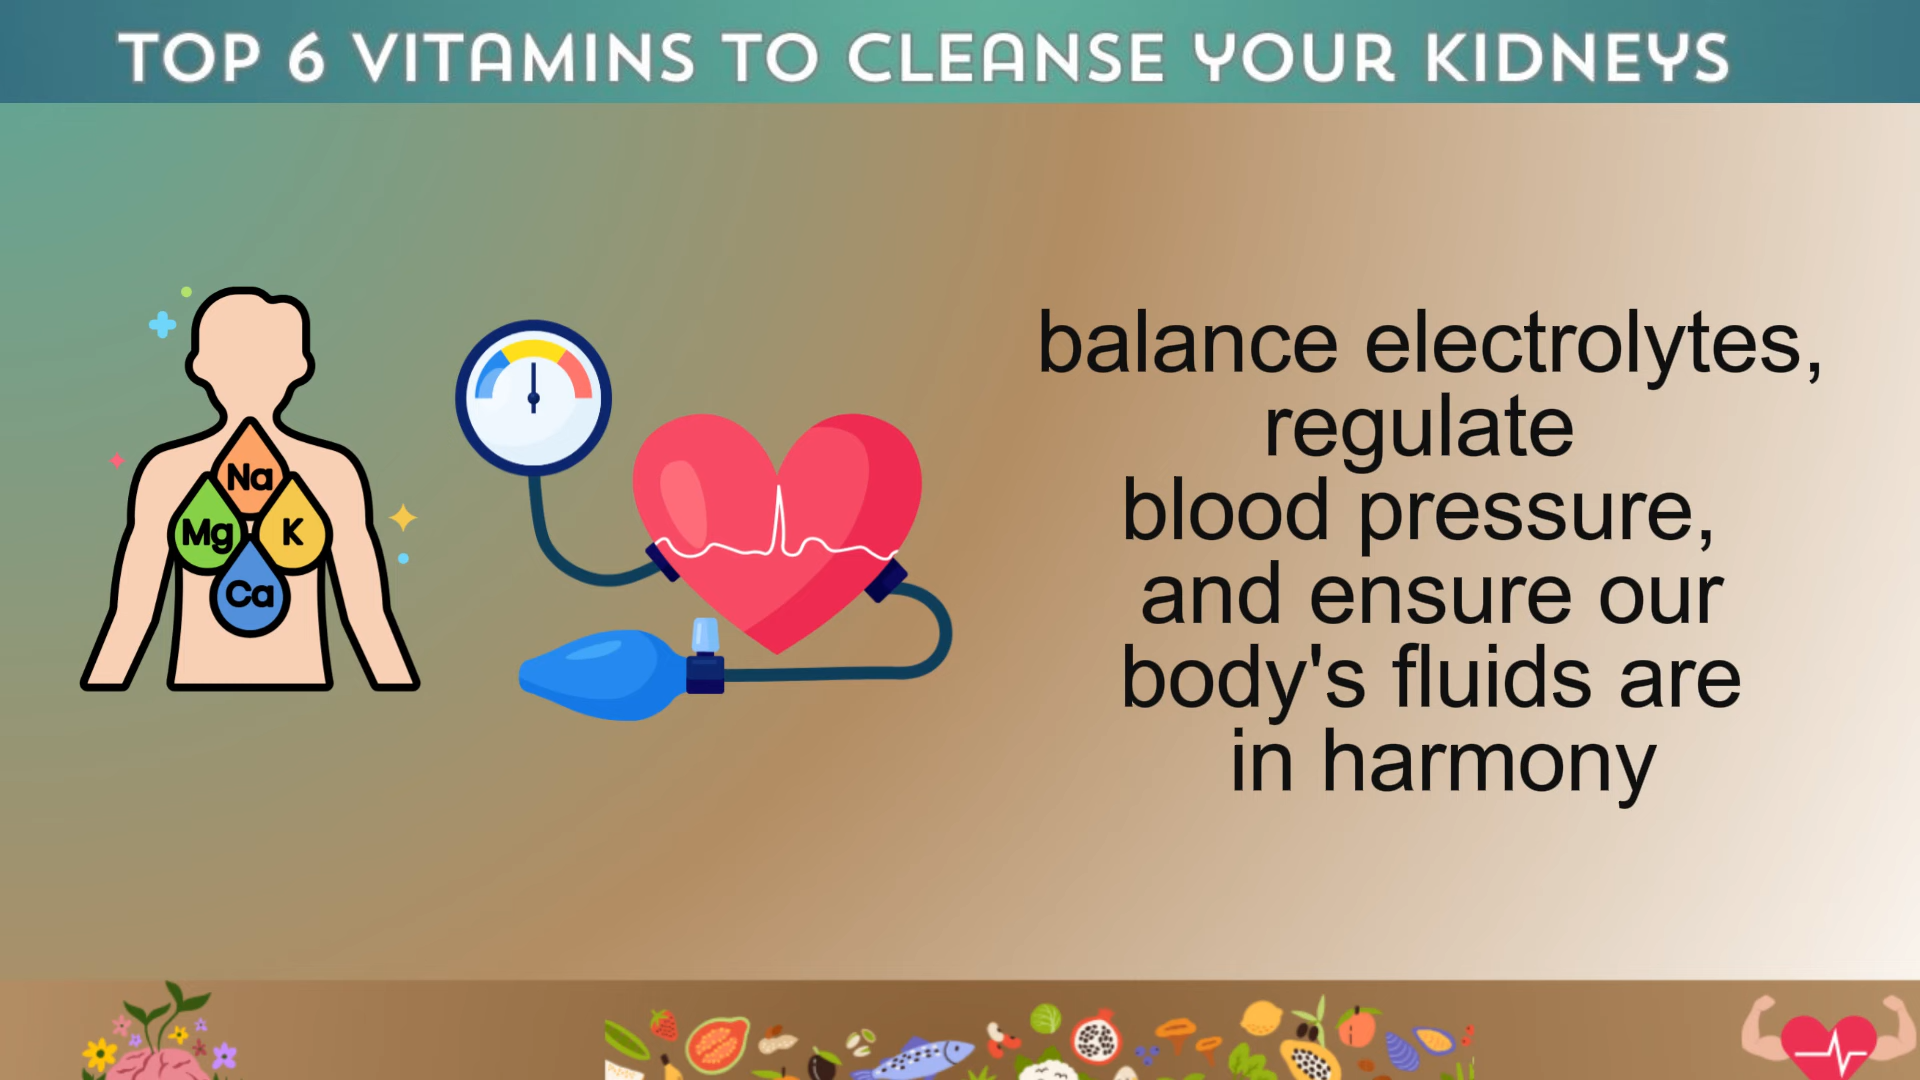 TOP 6 VITAMINS TO CLEANSE YOUR KIDNEYS
Na
Mg
K
Ca
balance electrolytes,
regulate
blood pressure,
and ensure our
body's fluids are
in harmony